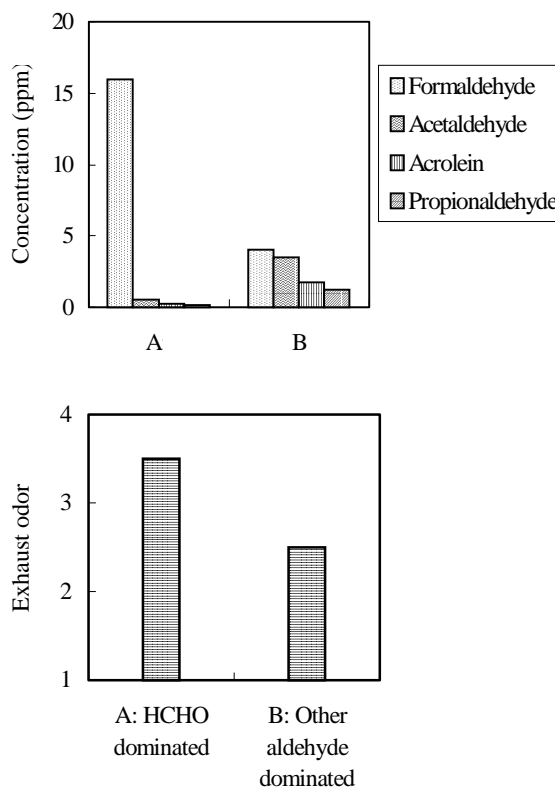 20
15
10
5
0
Concentration (ppm)
A
B
Formaldehyde
Acetaldehyde
Acrolein
Propionaldehyde
4
3
2
1
Exhaust odor
A: HCHO
dominated
B: Other
aldehyde
dominated